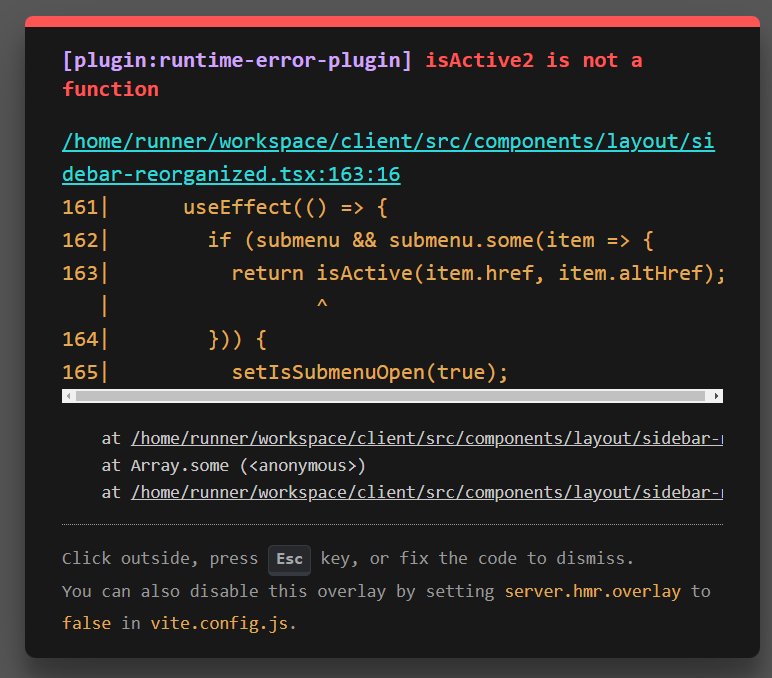 [plugin:runtime-error-plugin] isActive2 is not a
function
/home/runner/workspace/client/src/components/layout/si
debar-reorganized.tsx:163:16
161|      useEffect(() => {
162|        if (submenu && submenu.some(item => {
163|          return isActive(item.href, item.altHref);
   |                 ^
164|        })) {
165|          setIsSubmenuOpen(true);
at /home/runner/workspace/client/src/components/layout/sidebar-
at Array.some (<anonymous>)
at /home/runner/workspace/client/src/components/layout/sidebar-
Click outside, press Esc key, or fix the code to dismiss.
You can also disable this overlay by setting server.hmr.overlay to
false in vite.config.js.